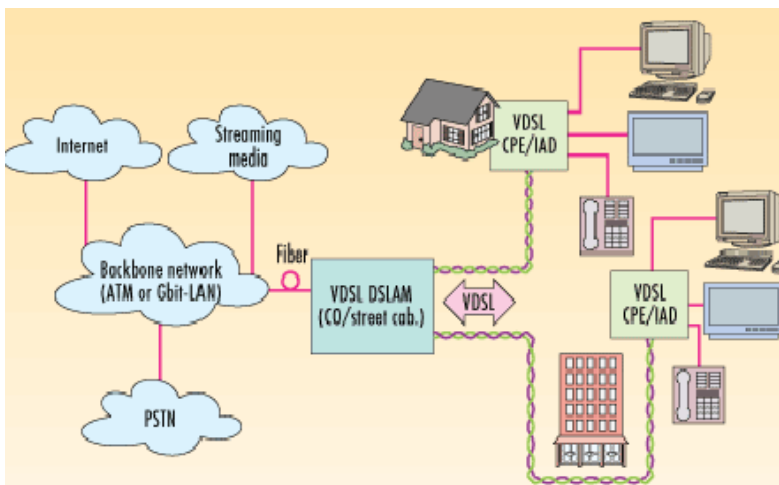 Internet
Streaming
media
VDSL
CPE/IAD
Backbone network
(ATM or Gbit-LAN)
Fiber
VDSL DSLAM
(CO/street cab.)
VDSL
VDSL
CPE/IAD
PSTN